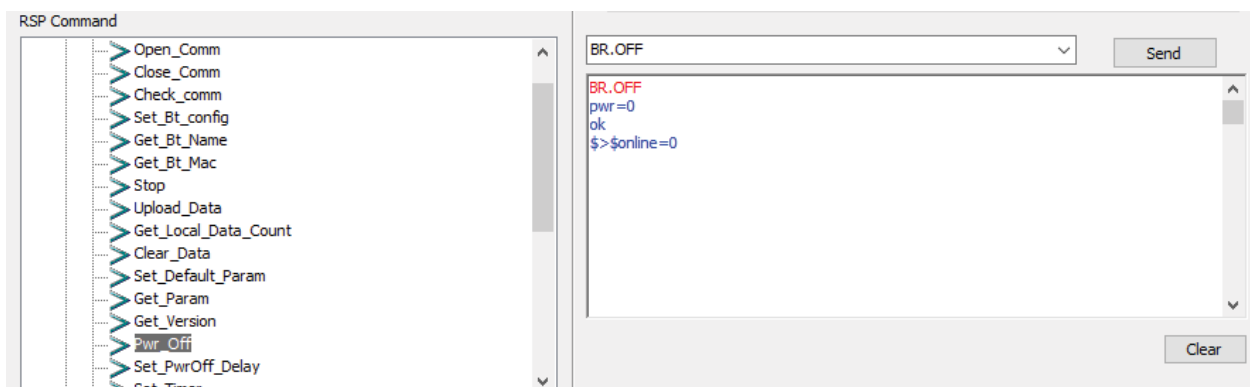 RSP Command
Open_Comm
Close_Comm
Check_comm
Set_Bt_config
Get_Bt_Name
Get_Bt_Mac
Stop
Upload_Data
Get_Local_Data_Count
Clear_Data
Set_Default_Param
Get_Param
Get_Version
Pwr_Off
Set_PwrOff_Delay
Set_Timer
BR.OFF
Send
BR.OFF
pwr=0
ok
$>$online=0
Clear